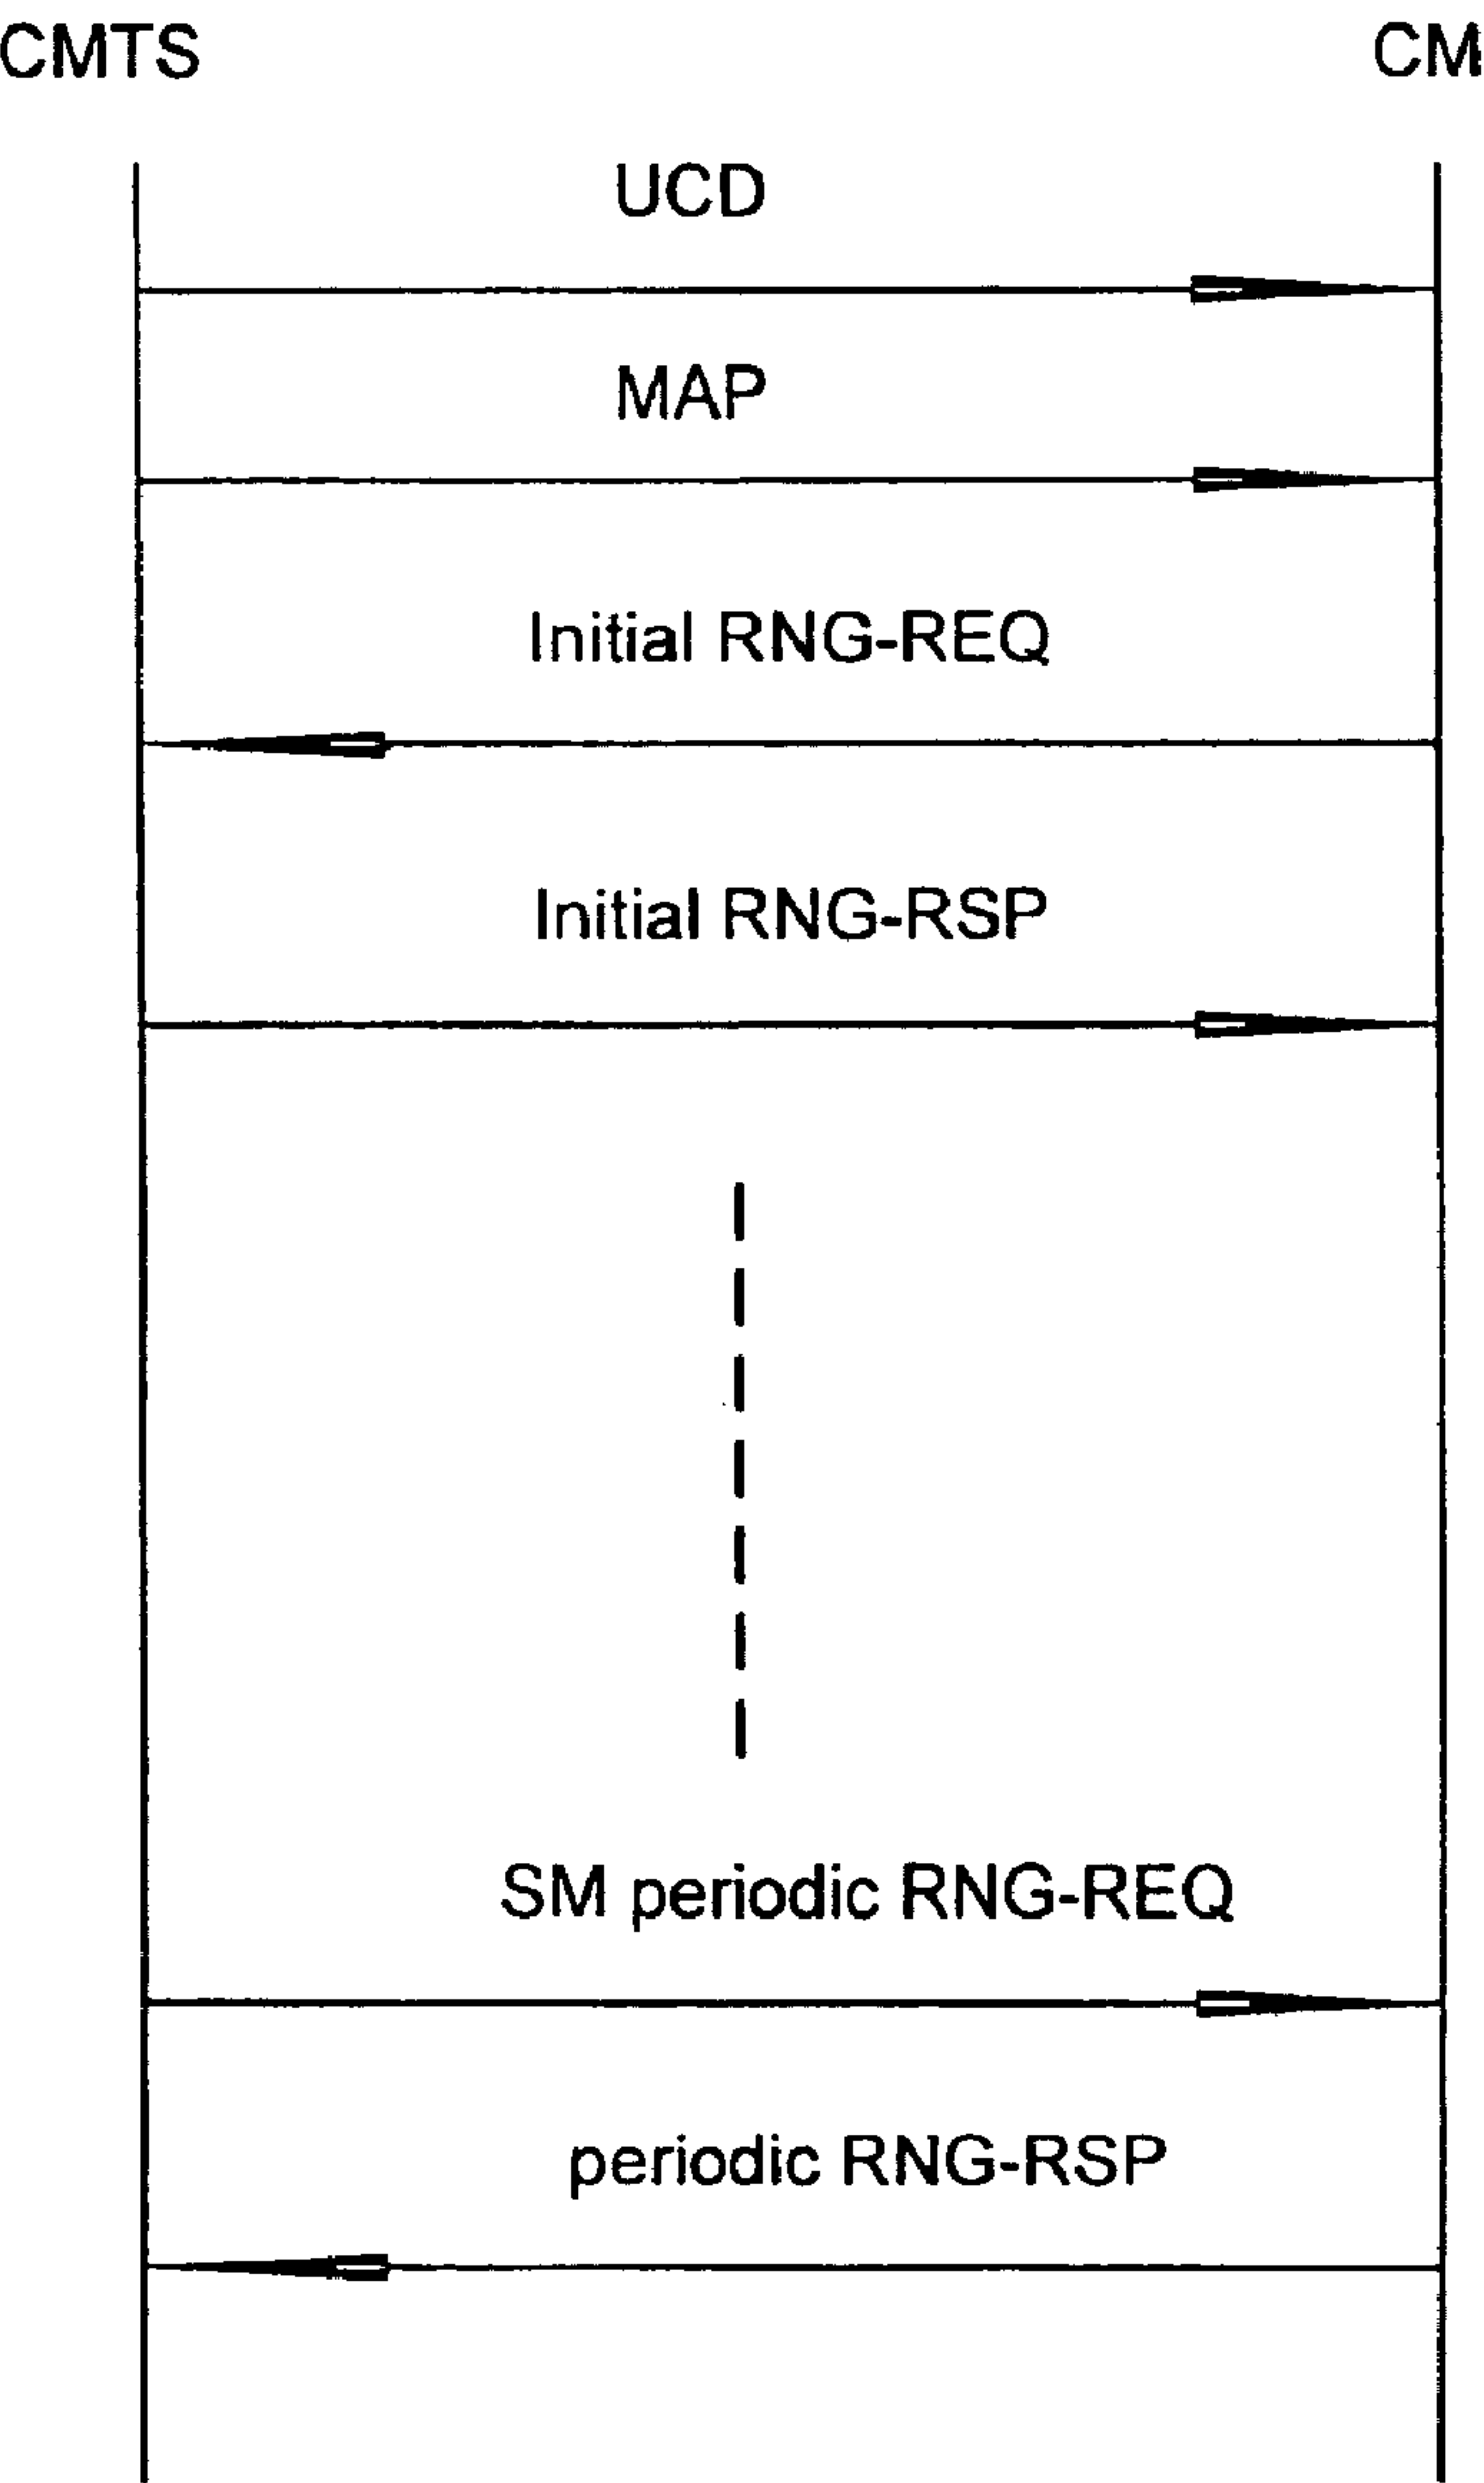 CMTS CM
UCD
MAP
Initial RNG-REQ
Initial RNG-RSP
SM periodic RNG-REQ
periodic RNG-RSP